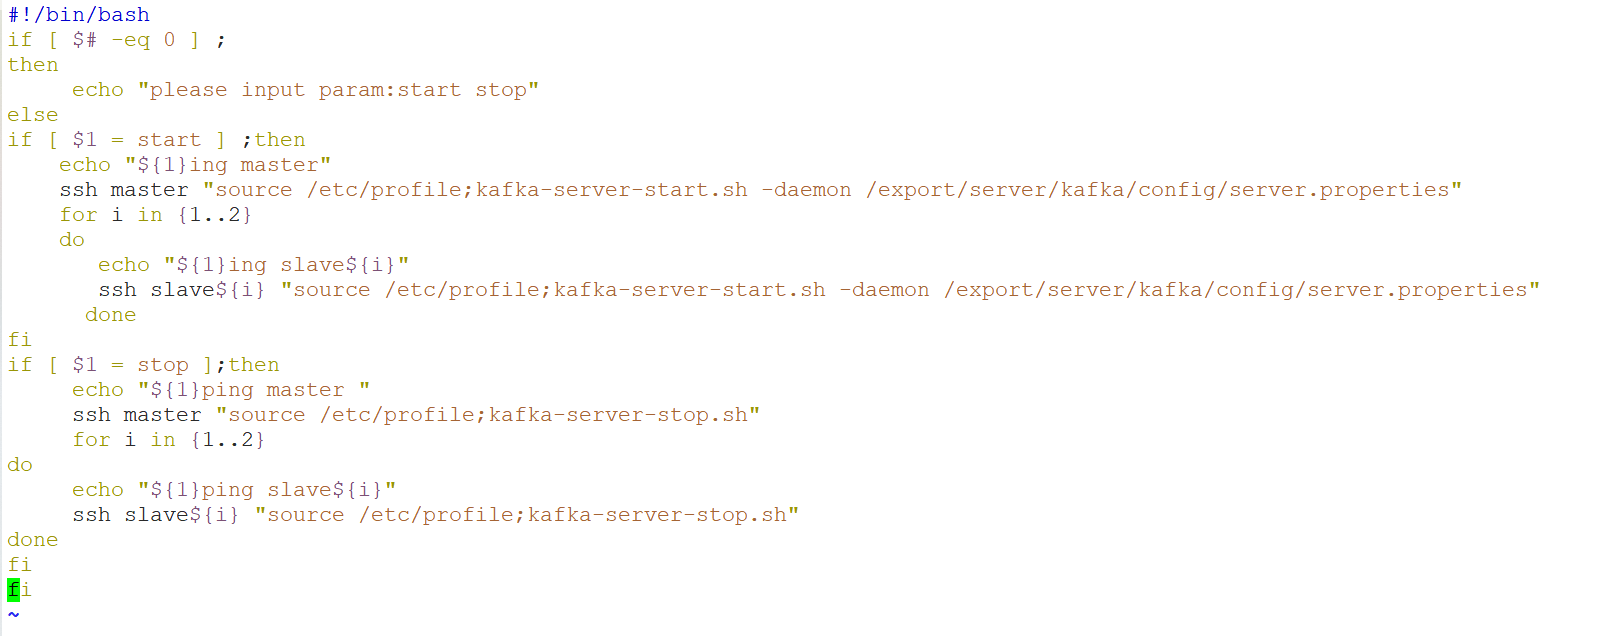 #!/bin/bash
if [ $# -eq 0 ] ;
then
     echo "please input param:start stop"
else
if [ $1 = start ] ;then
    echo "${1}ing master"
    ssh master "source /etc/profile;kafka-server-start.sh -daemon /export/server/kafka/config/server.properties"
    for i in {1..2}
    do
       echo "${1}ing slave${i}"
       ssh slave${i} "source /etc/profile;kafka-server-start.sh -daemon /export/server/kafka/config/server.properties"
      done
fi
if [ $1 = stop ];then
     echo "${1}ping master "
     ssh master "source /etc/profile;kafka-server-stop.sh"
     for i in {1..2}
do
     echo "${1}ping slave${i}"
     ssh slave${i} "source /etc/profile;kafka-server-stop.sh"
done
fi
fi
~